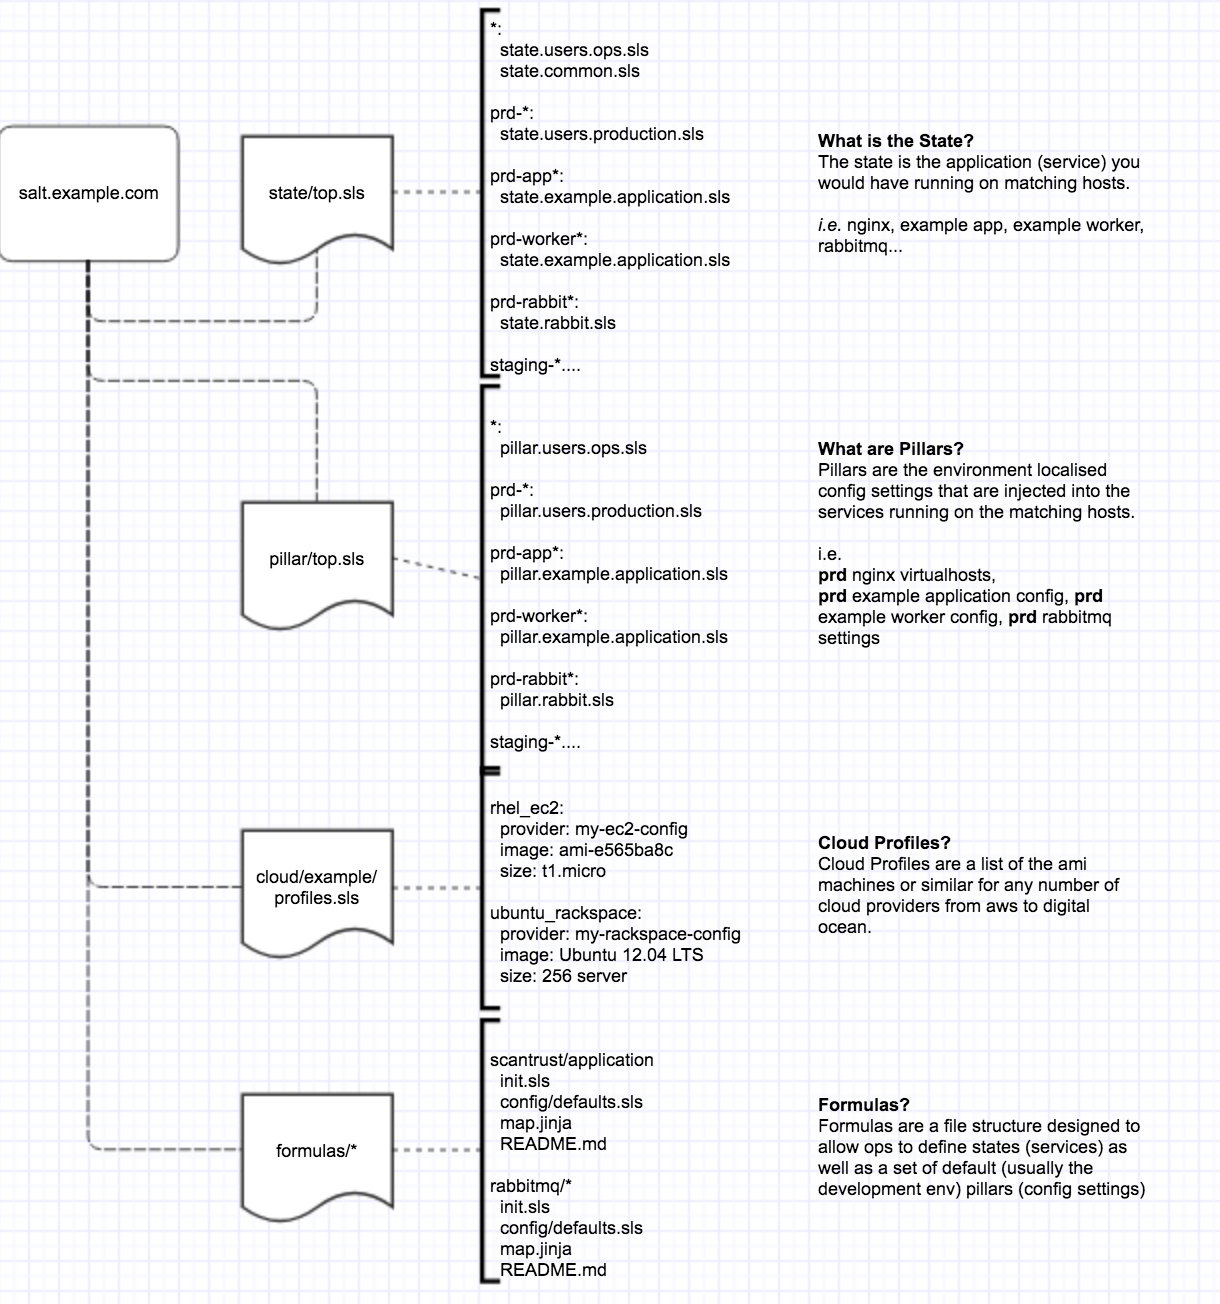 salt.example.com
state/top.sls
*:
state.users.ops.sls
state.common.sls
prd-*:
state.users.production.sls
prd-app*:
state.example.application.sls
prd-worker*:
state.example.application.sls
prd-rabbit*:
state.rabbit.sls
staging-*....
What is the State?
The state is the application (service) you
would have running on matching hosts.
i.e. nginx, example app, example worker,
rabbitmq...
pillar/top.sls
*:
pillar.users.ops.sls
prd-*:
pillar.users.production.sls
prd-app*:
pillar.example.application.sls
prd-worker*:
pillar.example.application.sls
prd-rabbit*:
pillar.rabbit.sls
staging-*....
What are Pillars?
Pillars are the environment localised
config settings that are injected into the
services running on the matching hosts.
i.e.
prd nginx virtualhosts,
prd example application config, prd
example worker config, prd rabbitmq
settings
cloud/example/
profiles.sls
rhel_ec2:
provider: my-ec2-config
image: ami-e565ba8c
size: t1.micro
ubuntu_rackspace:
provider: my-rackspace-config
image: Ubuntu 12.04 LTS
size: 256 server
Cloud Profiles?
Cloud Profiles are a list of the ami
machines or similar for any number of
cloud providers from aws to digital
ocean.
formulas/*
scantrust/application
init.sls
config/defaults.sls
map.jinja
README.md
rabbitmq/*
init.sls
config/defaults.sls
map.jinja
README.md
Formulas?
Formulas are a file structure designed to
allow ops to define states (services) as
well as a set of default (usually the
development env) pillars (config settings)